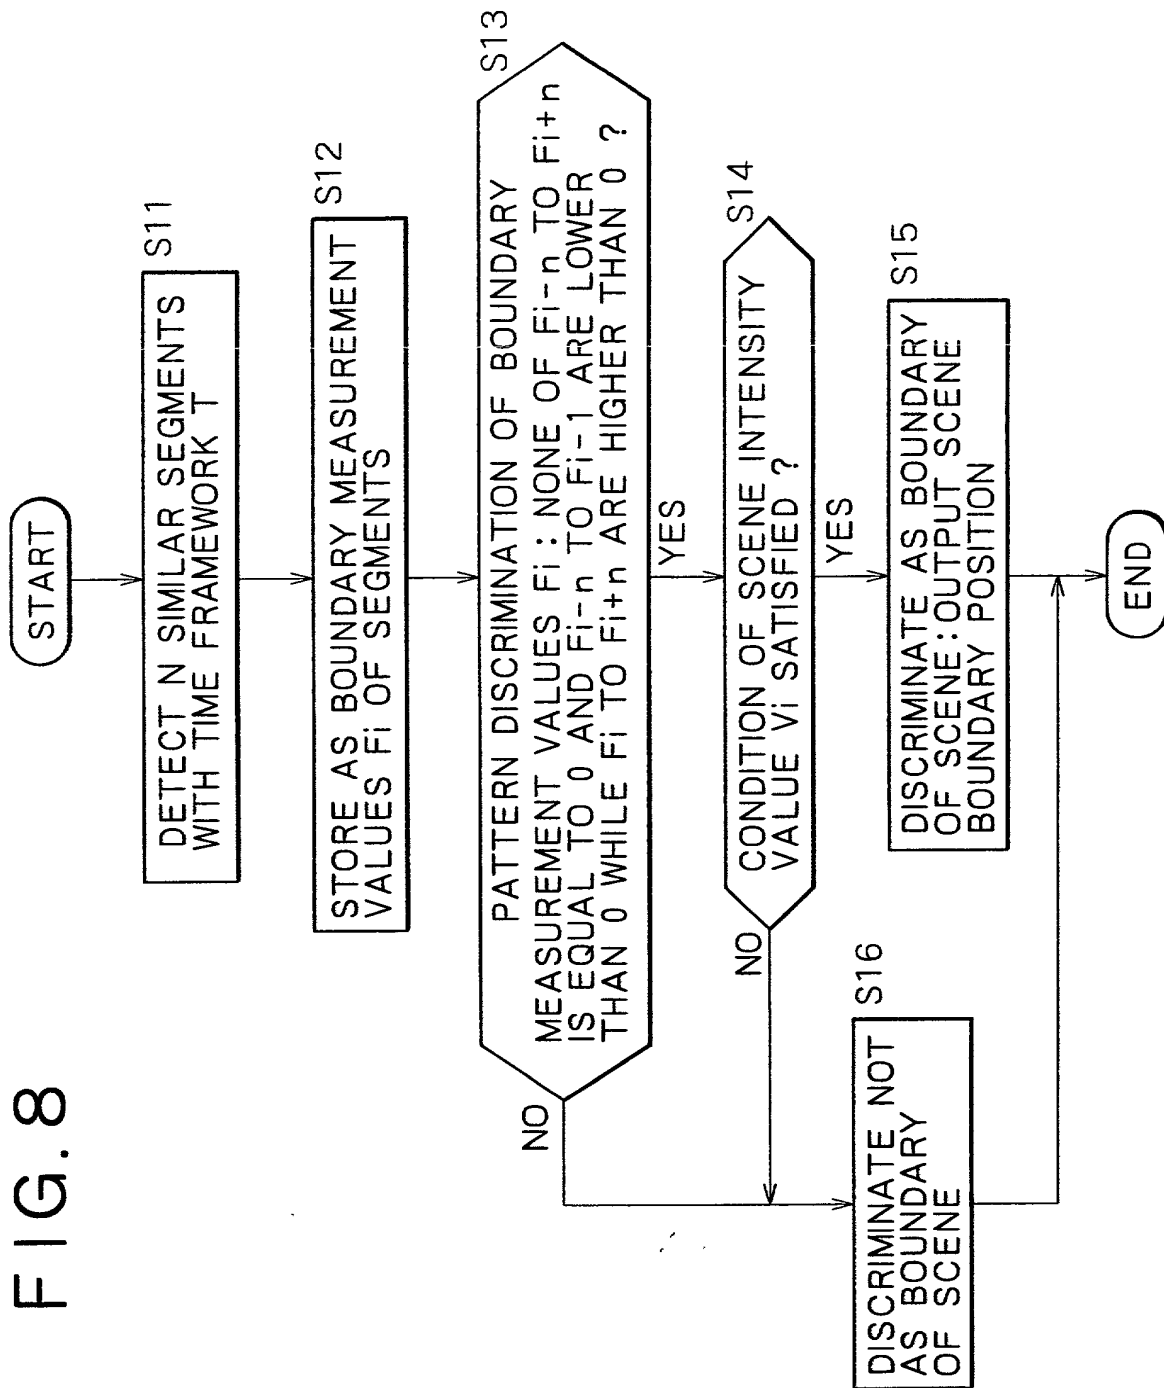 FIG. 8
START
S11
DETECT N SIMILAR SEGMENTS
WITH TIME FRAMEWORK T
S12
STORE AS BOUNDARY MEASUREMENT
VALUES Fi OF SEGMENTS
S13
PATTERN DISCRIMINATION OF BOUNDARY
MEASUREMENT VALUES Fi : NONE OF Fi-n TO Fi+n
IS EQUAL TO 0 AND Fi-n TO Fi-1 ARE LOWER
THAN 0 WHILE Fi TO Fi+n ARE HIGHER THAN 0 ?
NO
YES
S14
CONDITION OF SCENE INTENSITY
VALUE Vi SATISFIED ?
NO
YES
S15
DISCRIMINATE AS BOUNDARY
OF SCENE:OUTPUT SCENE
BOUNDARY POSITION
S16
DISCRIMINATE NOT
AS BOUNDARY
OF SCENE
END